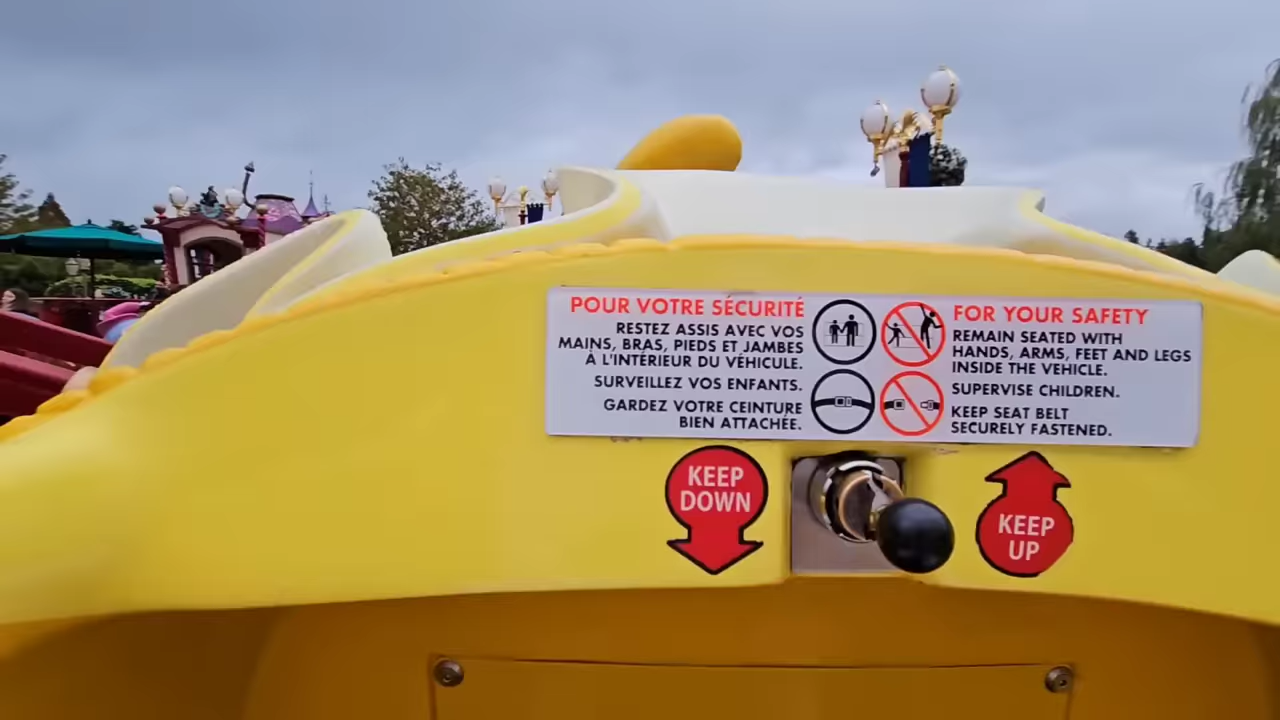 POUR VOTRE SÉCURITÉ
RESTEZ ASSIS AVEC VOS
MAINS, BRAS, PIEDS ET JAMBES
À L'INTÉRIEUR DU VÉHICULE.
SURVEILLEZ VOS ENFANTS.
GARDEZ VOTRE CEINTURE
BIEN ATTACHÉE.
FOR YOUR SAFETY
REMAIN SEATED WITH
HANDS, ARMS, FEET AND LEGS
INSIDE THE VEHICLE.
SUPERVISE CHILDREN.
KEEP SEAT BELT
SECURELY FASTENED.
KEEP
DOWN
KEEP
UP